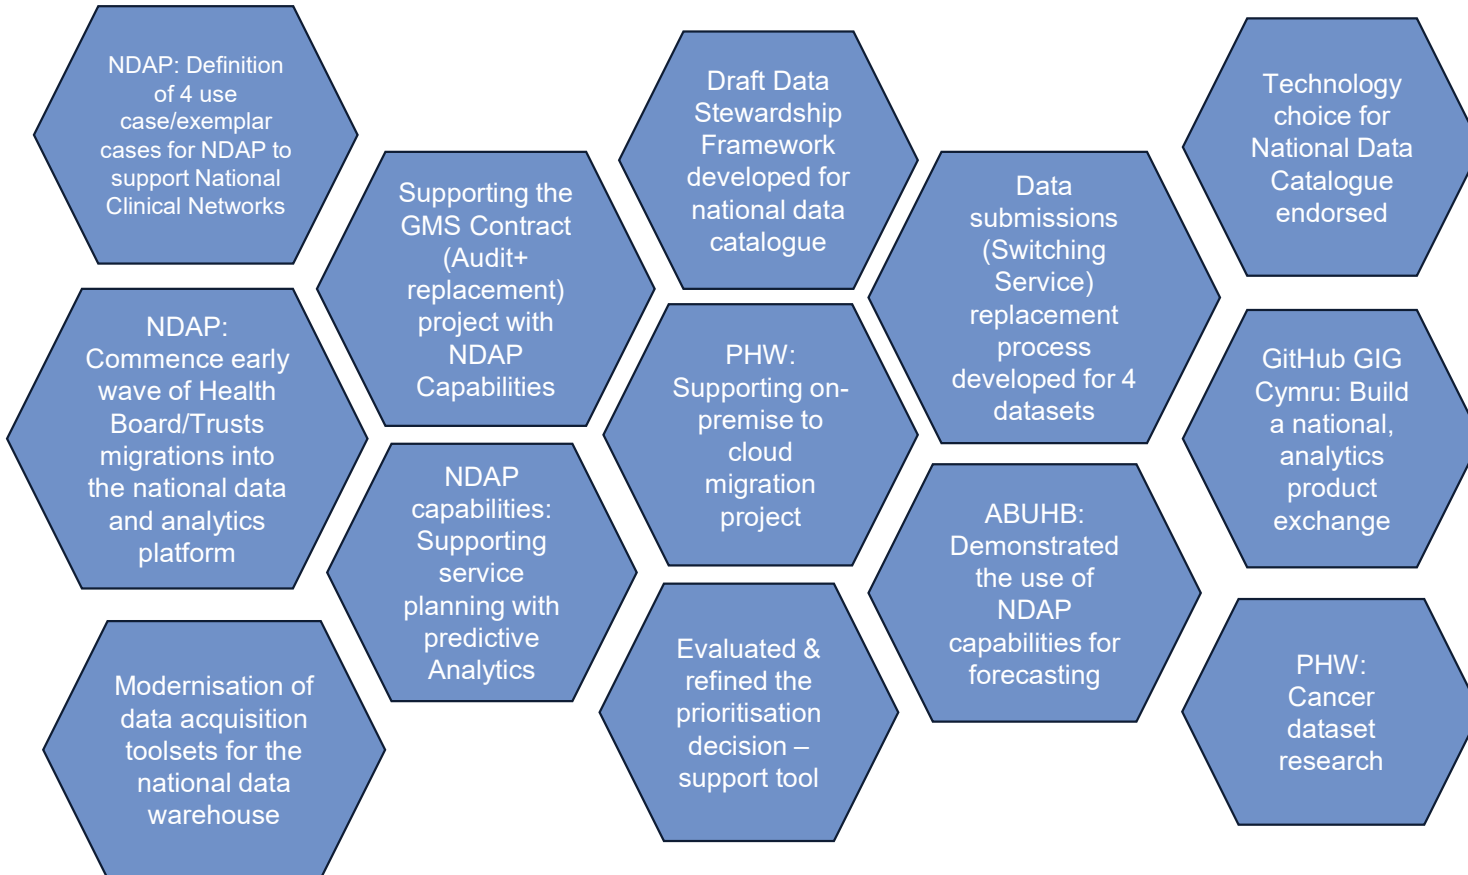 NDAP: Definition
of 4 use
case/exemplar
cases for NDAP to
support National
Clinical Networks
NDAP:
Commence early
wave of Health
Board/Trusts
migrations into
the national data
and analytics
platform
Modernisation of
data acquisition
toolsets for the
national data
warehouse
Supporting the
GMS Contract
(Audit+
replacement)
project with
NDAP
Capabilities
NDAP
capabilities:
Supporting
service
planning with
predictive
Analytics
Draft Data
Stewardship
Framework
developed for
national data
catalogue
PHW:
Supporting on-
premise to
cloud
migration
project
Evaluated &
refined the
prioritisation
decision –
support tool
Data
submissions
(Switching
Service)
replacement
process
developed for 4
datasets
ABUHB:
Demonstrated
the use of
NDAP
capabilities for
forecasting
Technology
choice for
National Data
Catalogue
endorsed
GitHub GIG
Cymru: Build
a national,
analytics
product
exchange
PHW:
Cancer
dataset
research